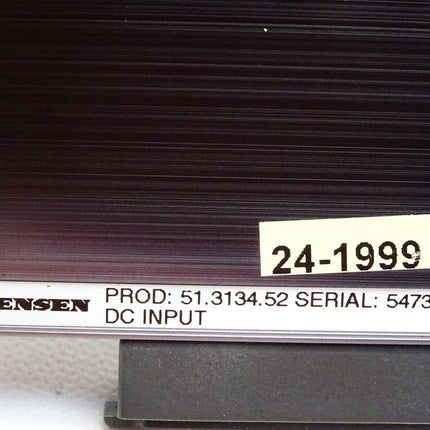 24-1999
ENSEN PROD: 51.3134.52 SERIAL: 5473
DC INPUT